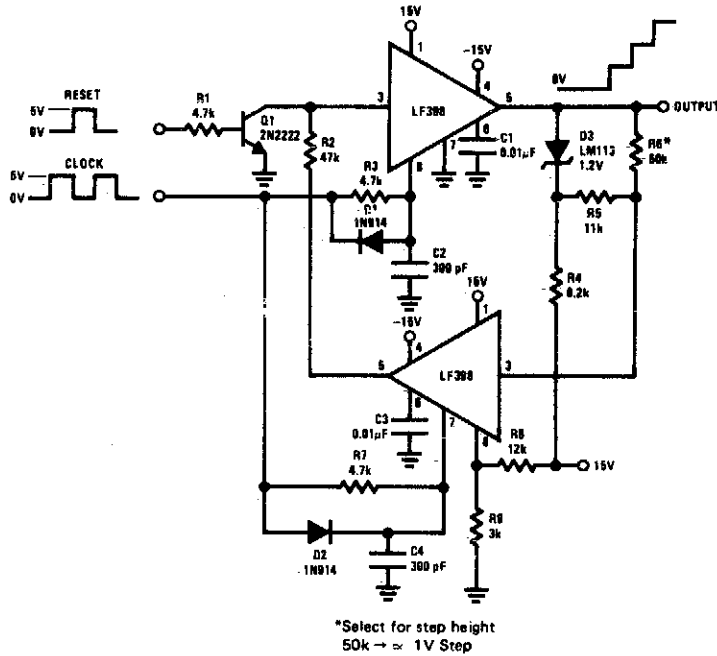 15V
1
-15V
4
0V
RESET
5V
0V
R1
4.7k
Q1
2N2222
3
LF398
5
OUTPUT
6
C1
0.01µF
7
8
D3
LM113
1.2V
R6*
50k
R2
47k
CLOCK
5V
0V
R3
4.7k
D1
1N914
R5
11k
C2
300 pF
R4
8.2k
15V
1
-15V
4
5
LF398
3
6
C3
0.01µF
7
8
R8
12k
15V
R7
4.7k
R9
3k
D2
1N914
C4
300 pF
*Select for step height
50k → ≃ 1V Step